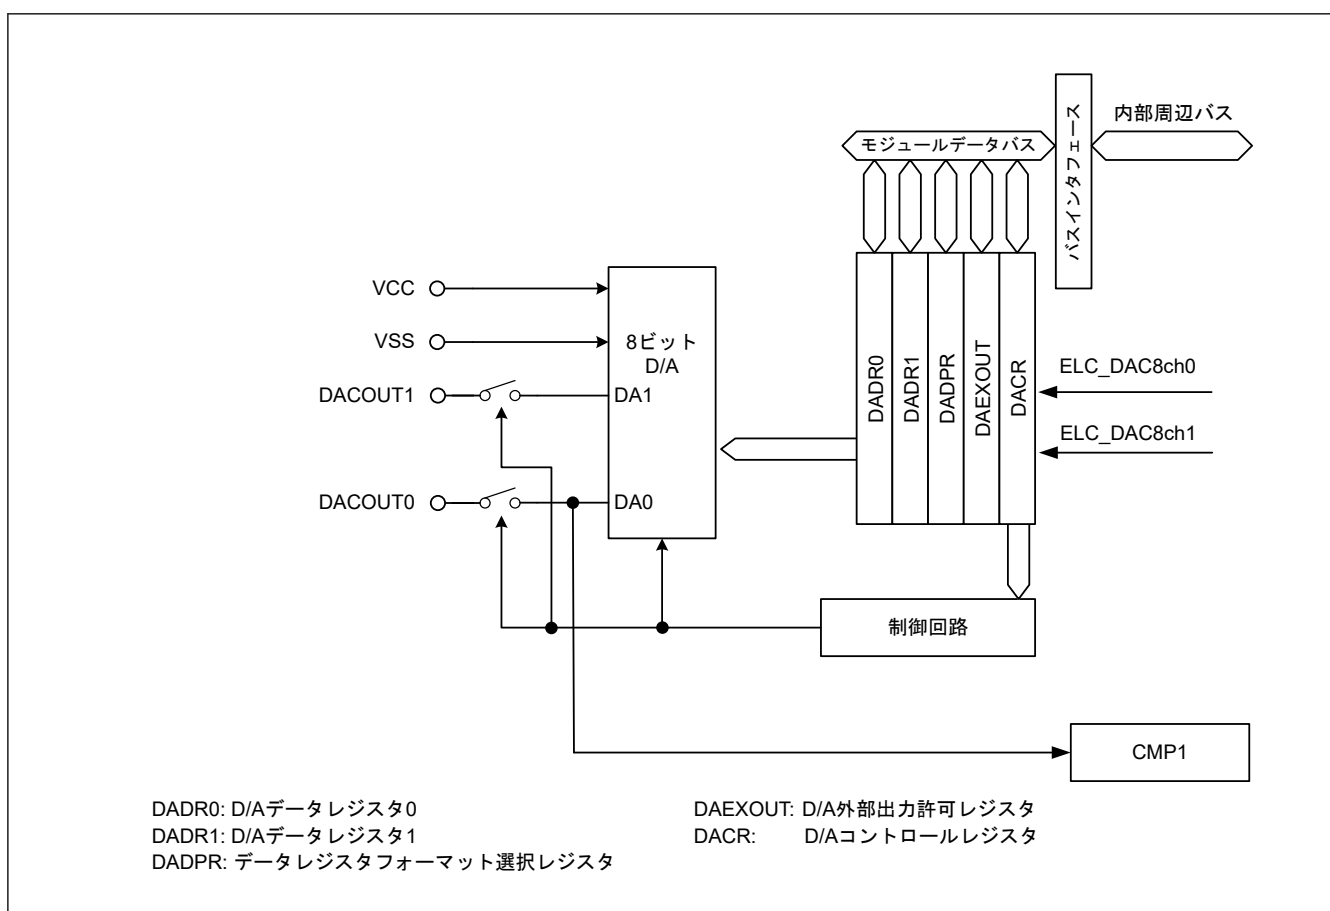 内部周辺バス
バスインタフェース
モジュールデータバス
VCC
VSS
8ビット
D/A
DACOUT1
DA1
DACOUT0
DA0
DADR0
DADR1
DADPR
DAEXOUT
DACR
ELC_DAC8ch0
ELC_DAC8ch1
制御回路
CMP1
DADR0: D/Aデータレジスタ0
DADR1: D/Aデータレジスタ1
DADPR: データレジスタフォーマット選択レジスタ
DAEXOUT: D/A外部出力許可レジスタ
DACR: D/Aコントロールレジスタ